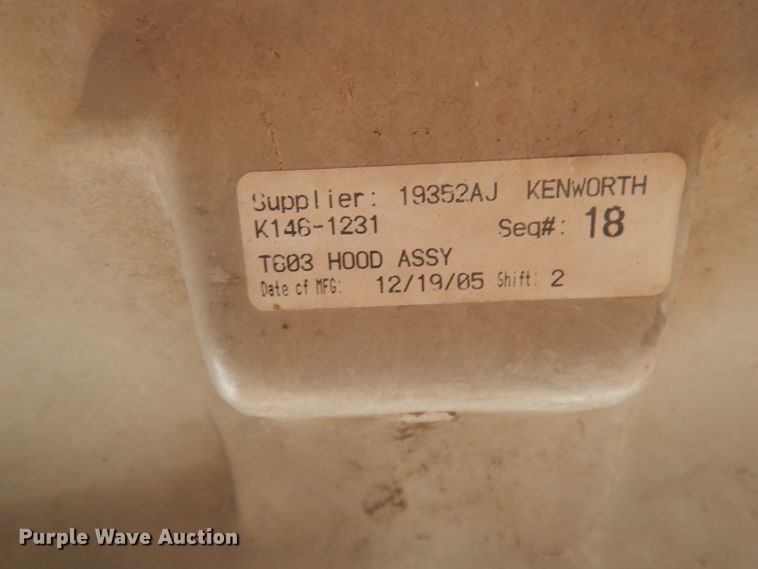 Supplier: 19352AJ KENWORTH
K146-1231 Seq#: 18
T603 HOOD ASSY
Date of MFG: 12/19/05 Shift: 2
Purple Wave Auction®